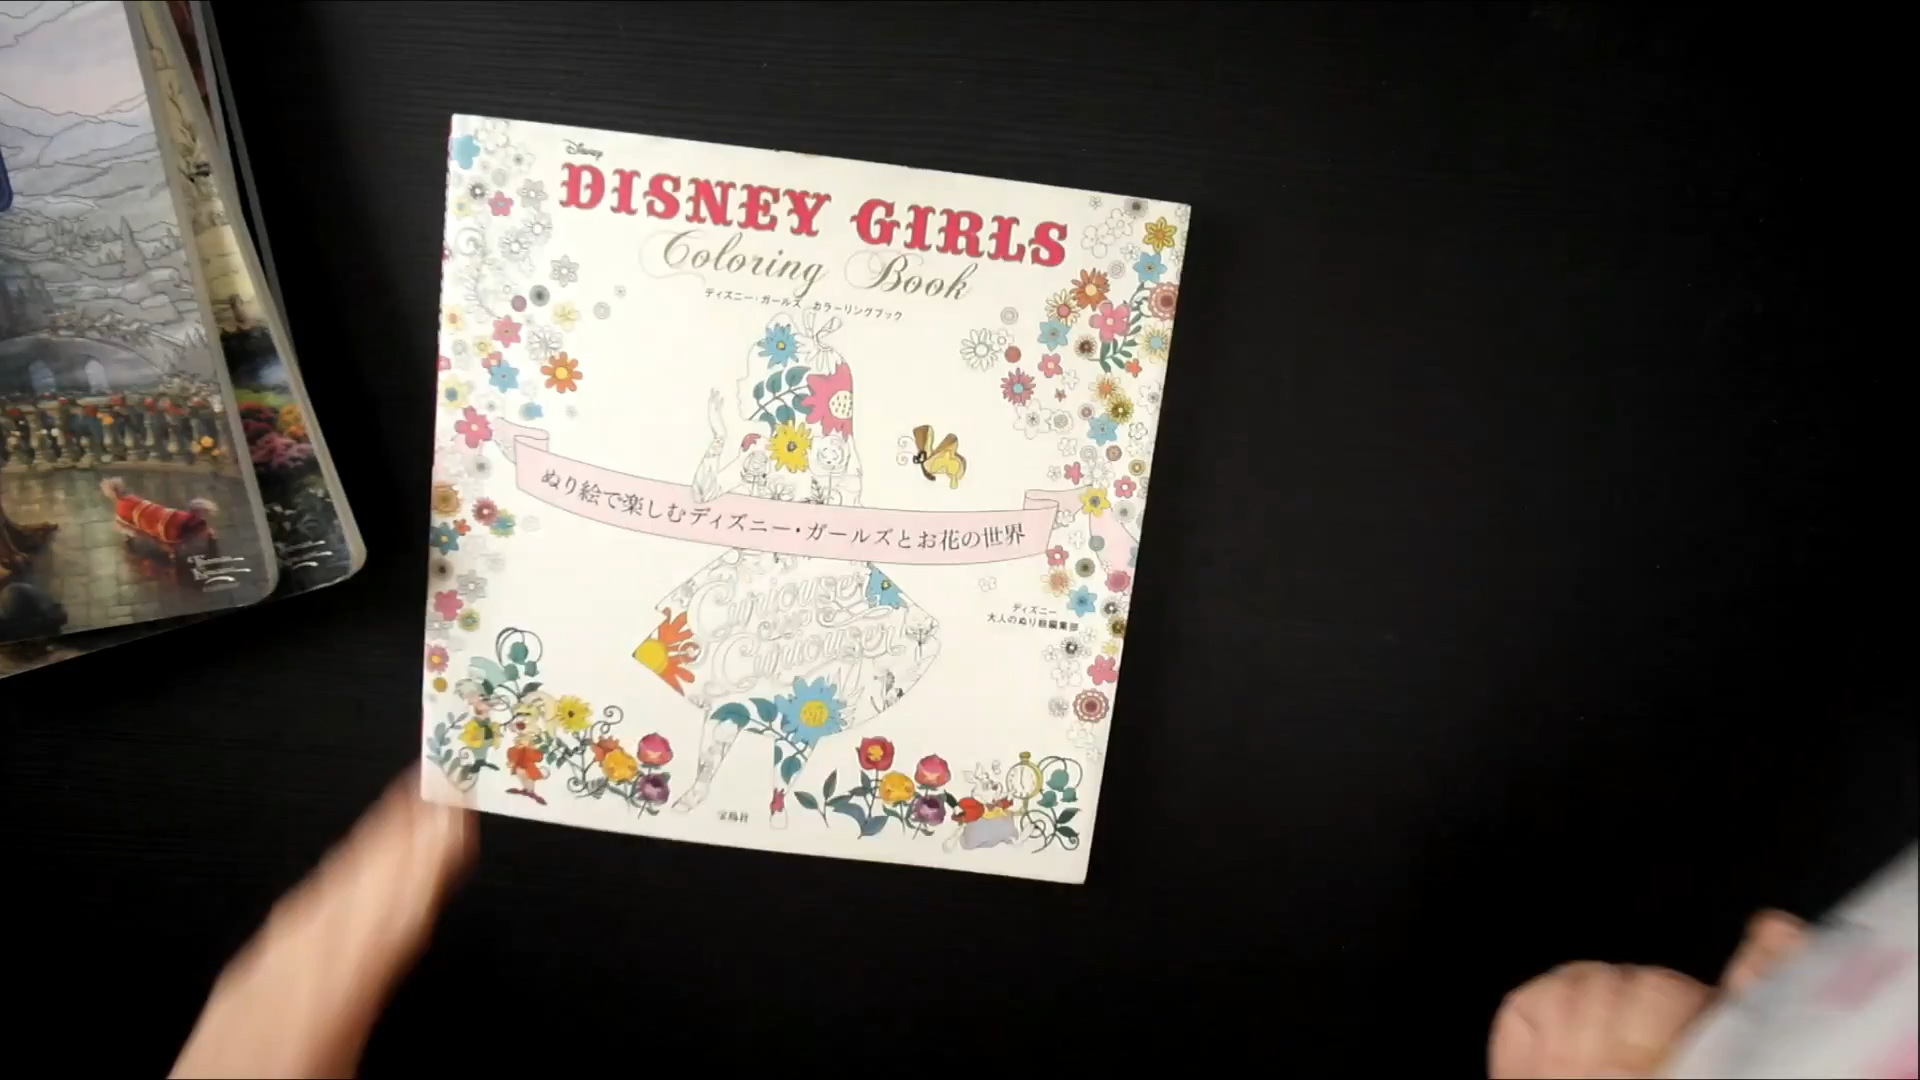 Disney
DISNEY GIRLS
Coloring Book
ディズニー・ガールズ カラーリングブック
ぬり絵で楽しむディズニー・ガールズとお花の世界
Curiouser
and
Curiouser
ディズニー
大人のぬり絵編集部
宝島社